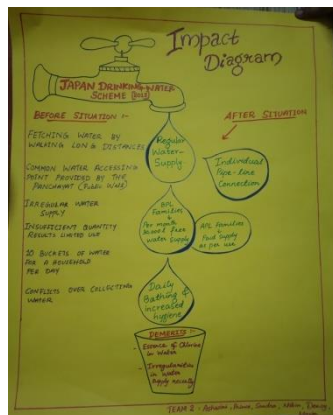 Impact
Diagram
JAPAN DRINKING WATER
SCHEME
BEFORE SITUATION :-
FETCHING WATER BY
WALKING LONG DISTANCES
COMMON WATER ACCESSING
POINT PROVIDED BY THE
PANCHAYAT
IRREGULAR WATER
SUPPLY
INSUFFICIENT QUANTITY
RESULTS LIMITED USE
10 BUCKETS OF WATER
FOR A HOUSEHOLD
PER DAY
CONFLICTS OVER COLLECTING
WATER
AFTER SITUATION
Regular
Water
Supply
Individual
Pipe-Line
Connection
BPL
Families
Per month
free
water supply
APL Families
Paid Supply
as per use
Daily
Bathing &
increased
hygiene
DEMERITS
- Essence of Chlorine
in Water
- Irregularities
in Water
Supply recently
TEAM 2 -